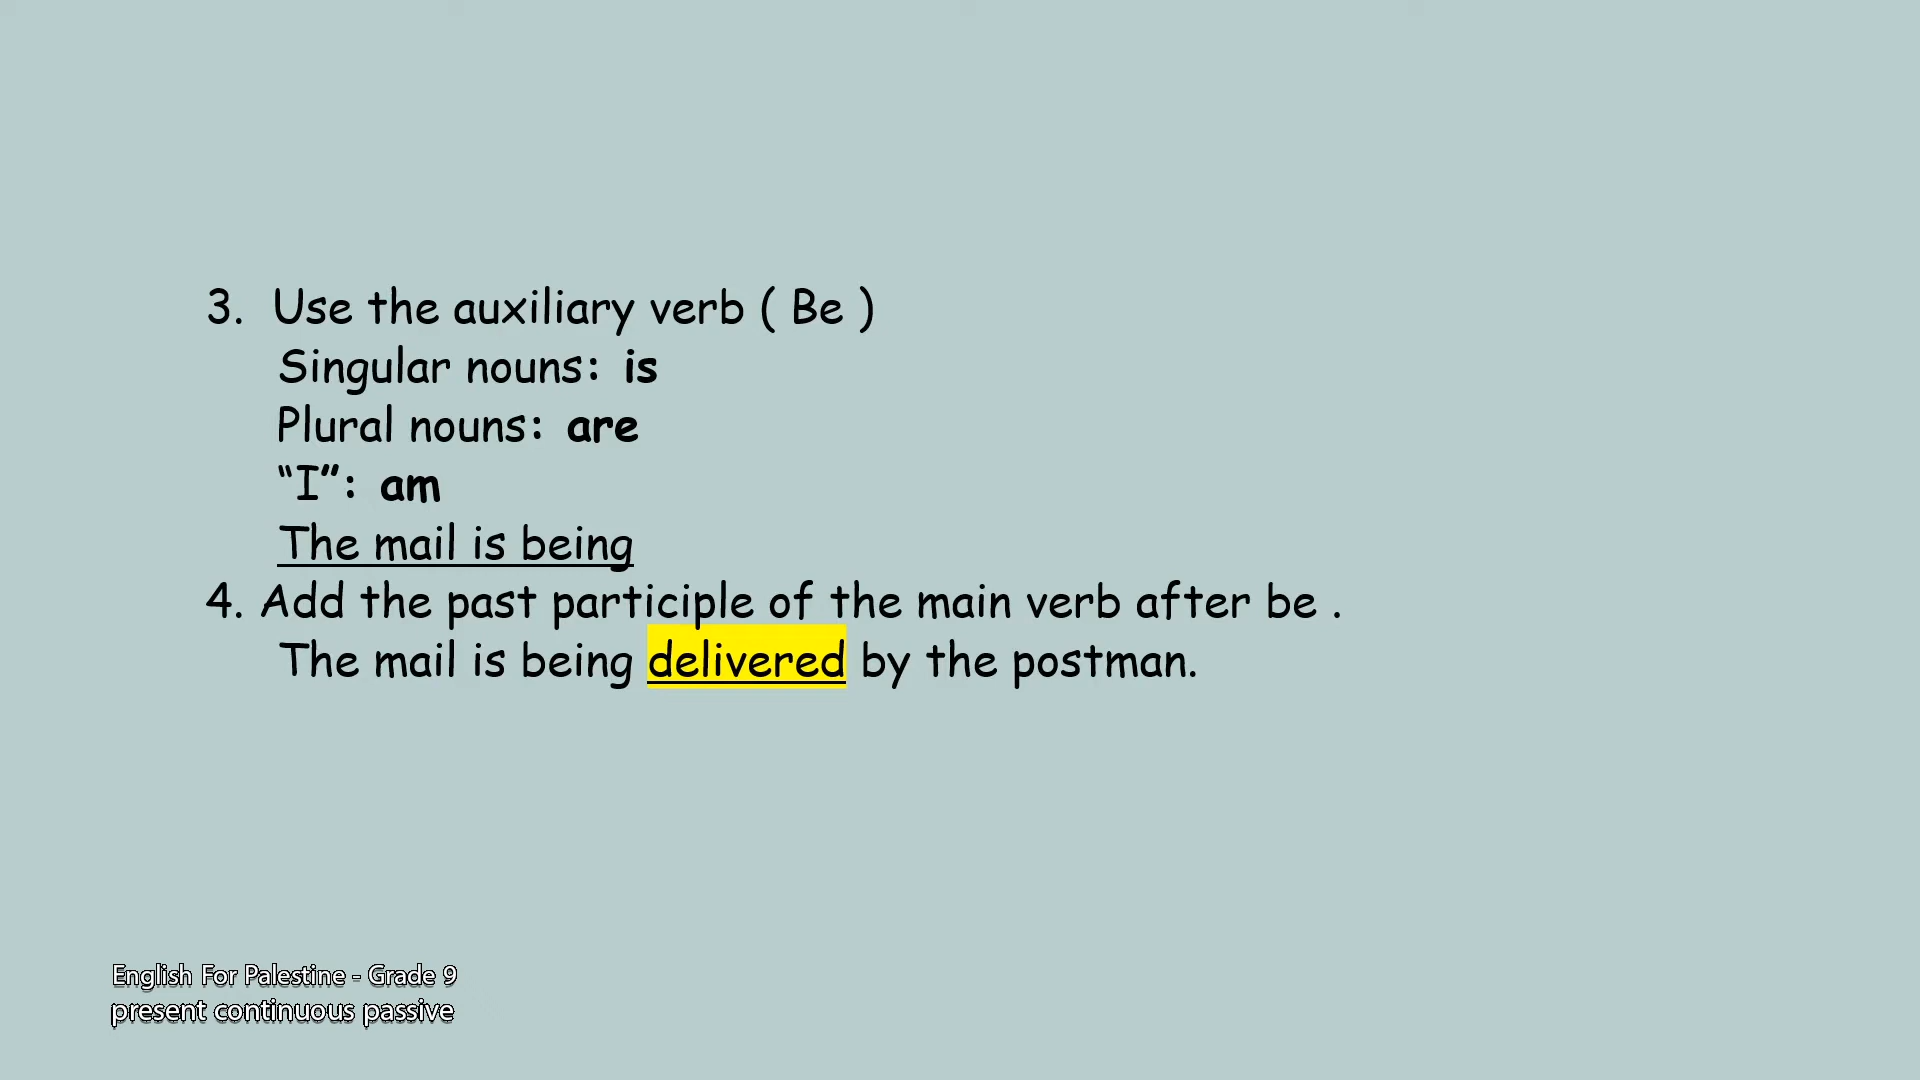 3. Use the auxiliary verb ( Be )
Singular nouns: is
Plural nouns: are
“I”: am
The mail is being
4. Add the past participle of the main verb after be .
The mail is being delivered by the postman.
English For Palestine - Grade 9
present continuous passive